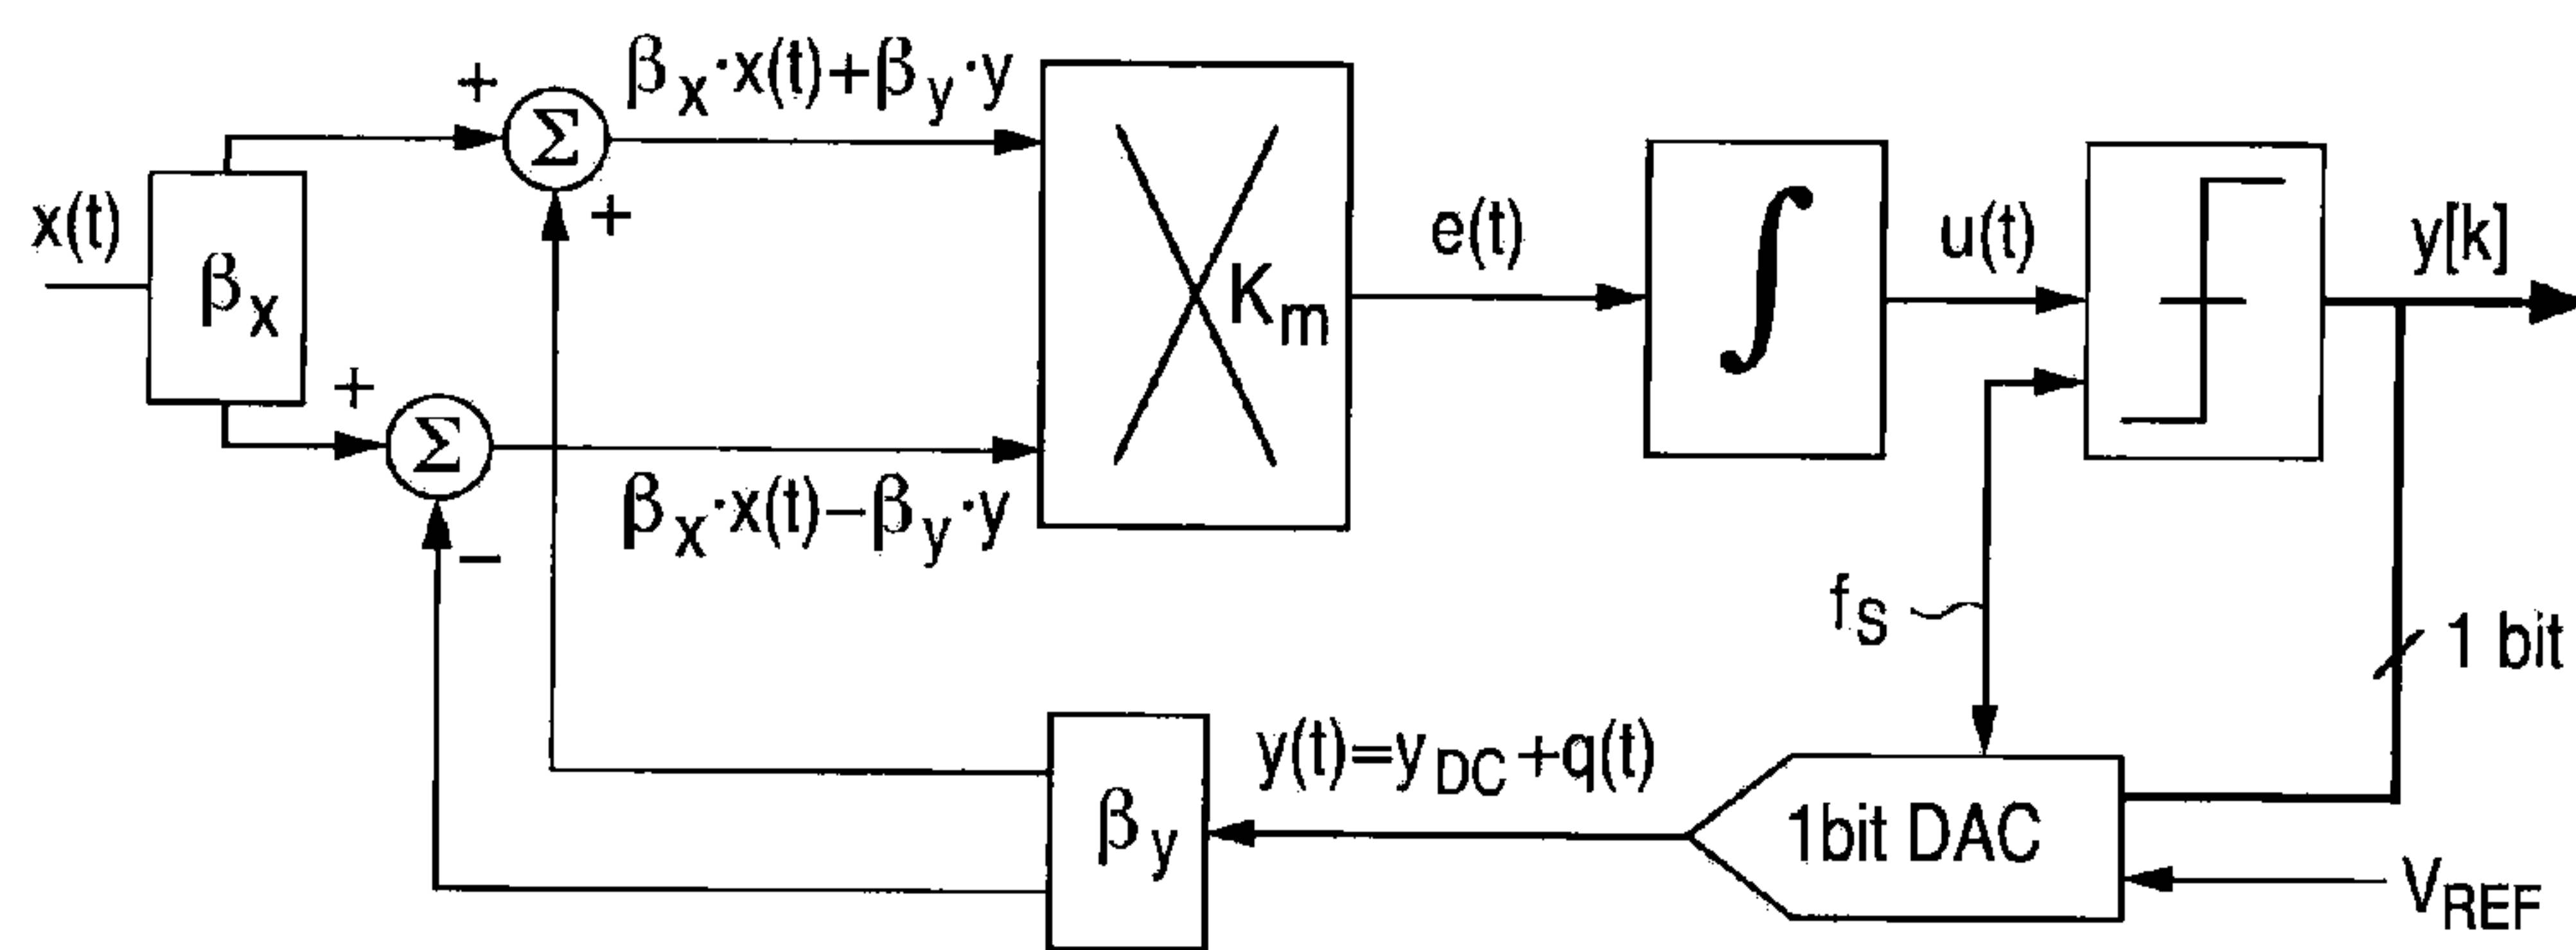 x(t)
βx
+
Σ
+
βx·x(t)+βy·y
+
Σ
−
βx·x(t)−βy·y
Km
e(t)
∫
u(t)
y[k]
fS
1 bit
βy
y(t)=yDC+q(t)
1bit DAC
VREF